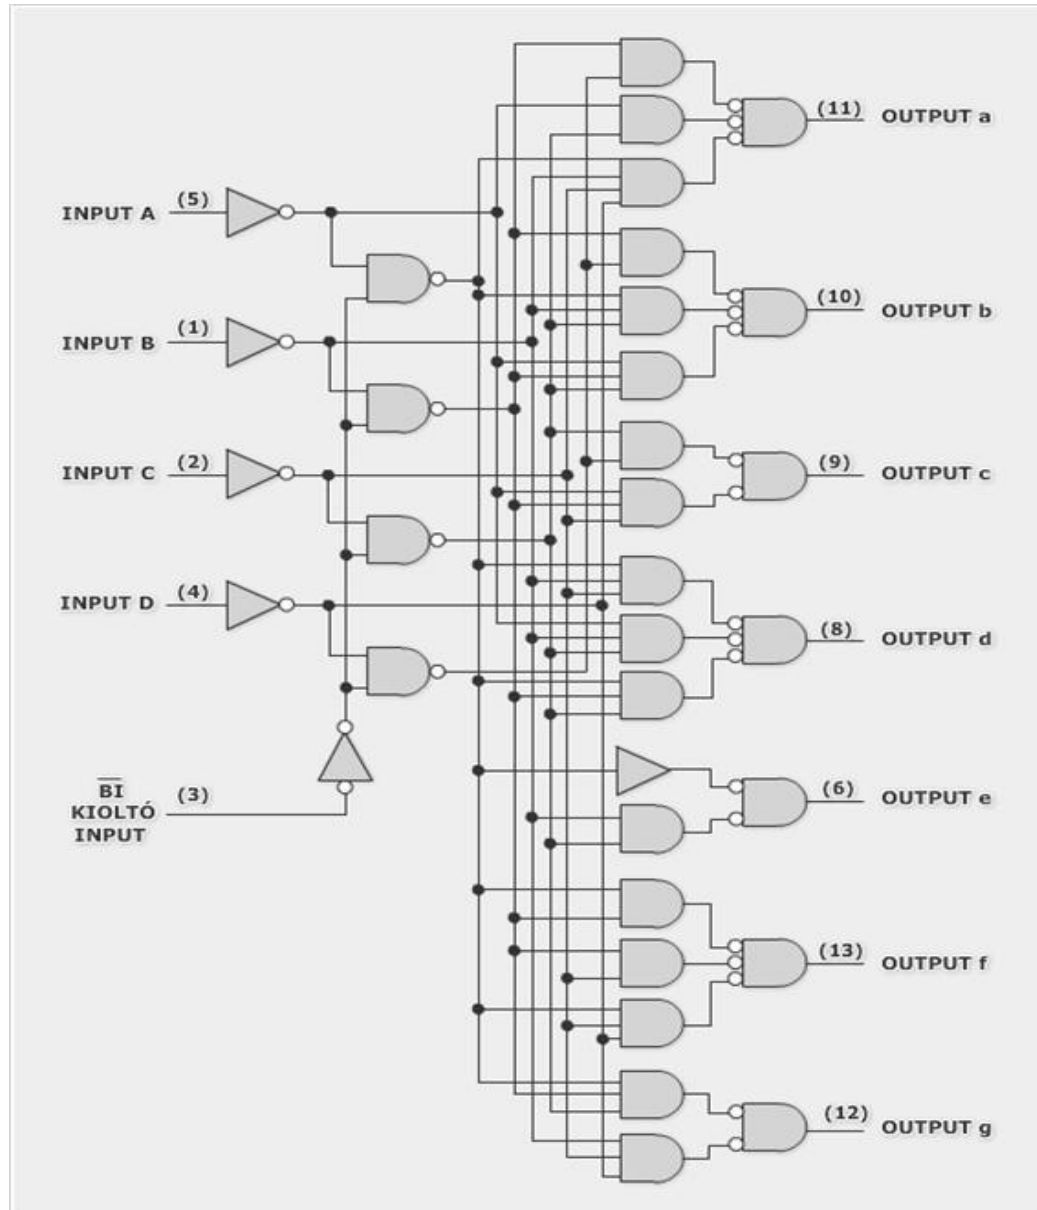 (11)
OUTPUT a
(5)
INPUT A
(10)
OUTPUT b
(1)
INPUT B
(2)
INPUT C
(9)
OUTPUT c
(4)
INPUT D
(8)
OUTPUT d
B̅I̅
(3)
KIOLTÓ
INPUT
(6)
OUTPUT e
(13)
OUTPUT f
(12)
OUTPUT g